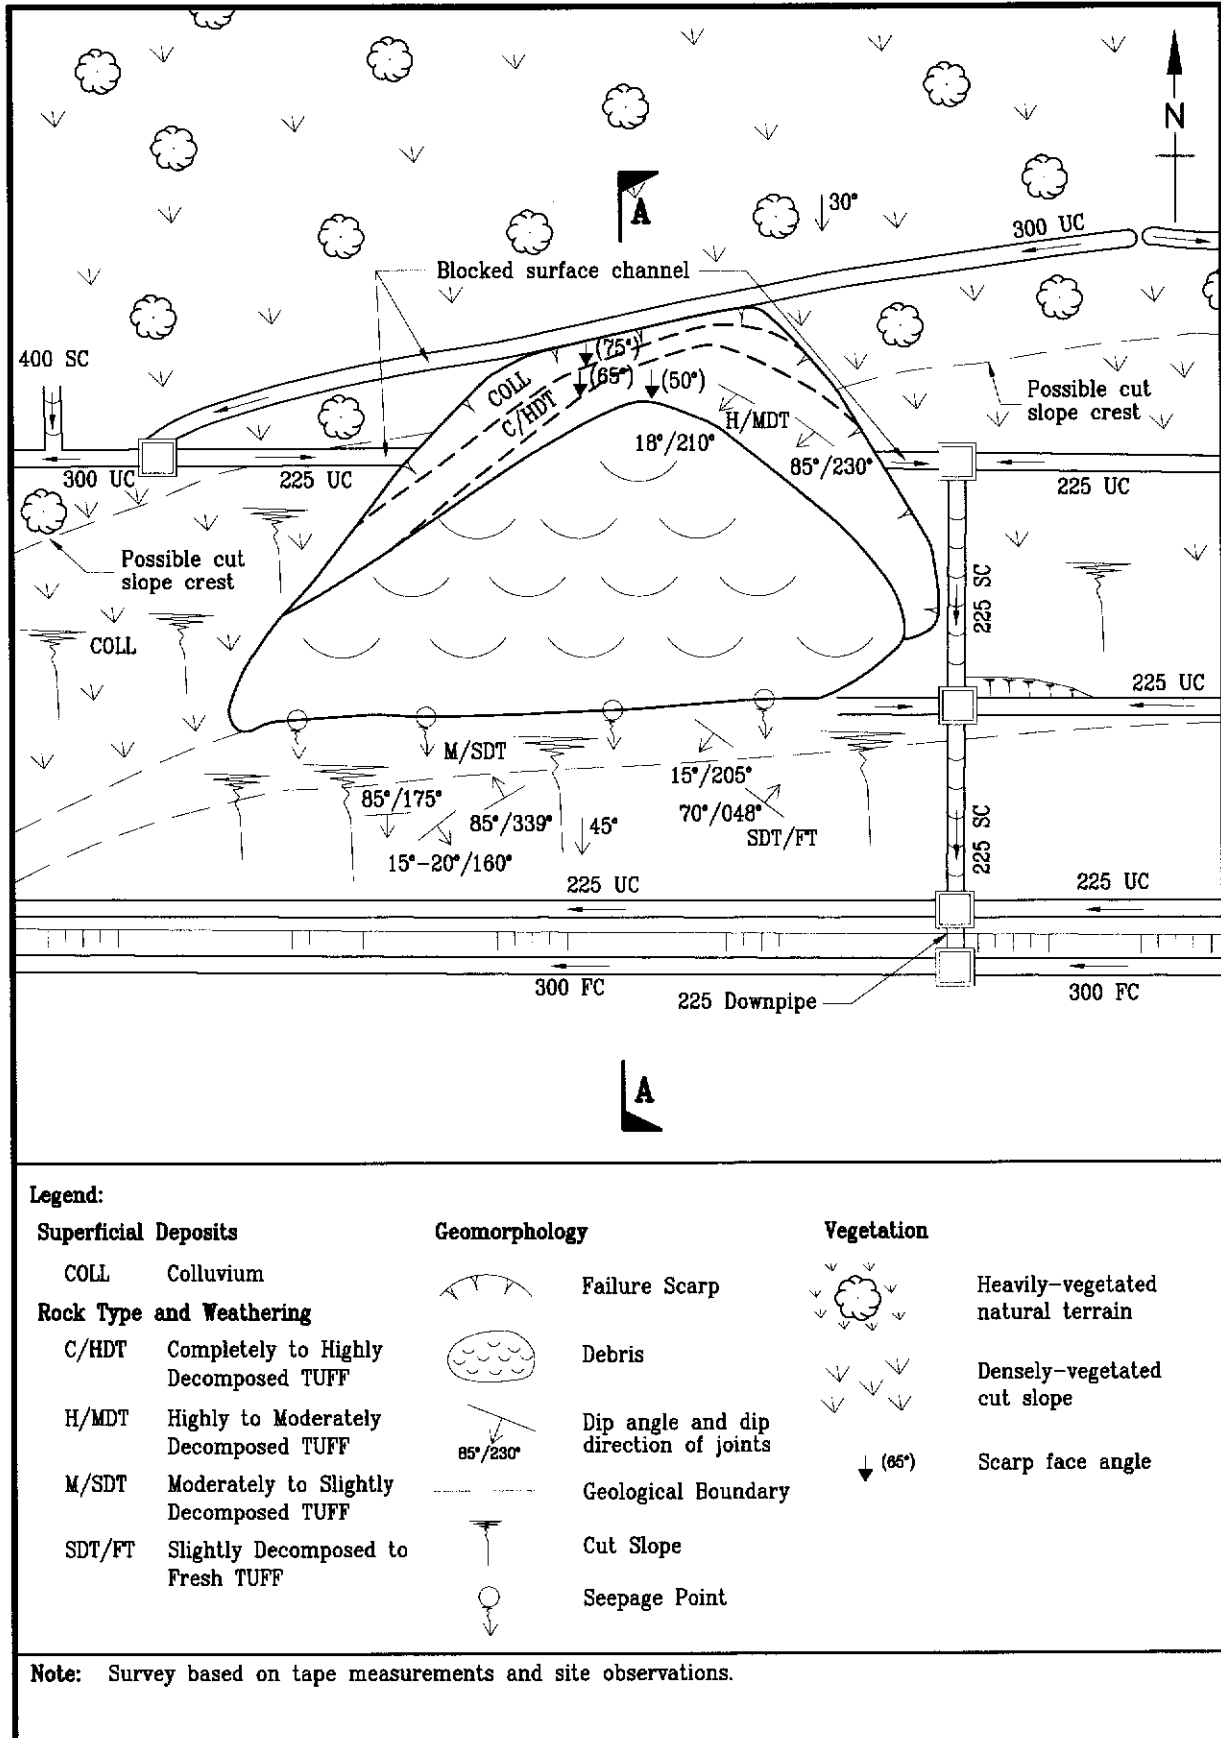 N
A
30°
300 UC
Blocked surface channel
400 SC
(75°)
(65°)
(50°)
COLL
C/HDT
H/MDT
Possible cut
slope crest
18°/210°
85°/230°
300 UC
225 UC
225 UC
Possible cut
slope crest
225 SC
COLL
225 UC
M/SDT
15°/205°
85°/175°
85°/339°
45°
70°/048°
SDT/FT
15°-20°/160°
225 SC
225 UC
225 UC
300 FC
225 Downpipe
300 FC
A
Legend:
Superficial Deposits
COLL Colluvium
Rock Type and Weathering
C/HDT Completely to Highly
Decomposed TUFF
H/MDT Highly to Moderately
Decomposed TUFF
M/SDT Moderately to Slightly
Decomposed TUFF
SDT/FT Slightly Decomposed to
Fresh TUFF
Geomorphology
Failure Scarp
Debris
85°/230°
Dip angle and dip
direction of joints
Geological Boundary
Cut Slope
Seepage Point
Vegetation
Heavily-vegetated
natural terrain
Densely-vegetated
cut slope
(65°) Scarp face angle
Note: Survey based on tape measurements and site observations.